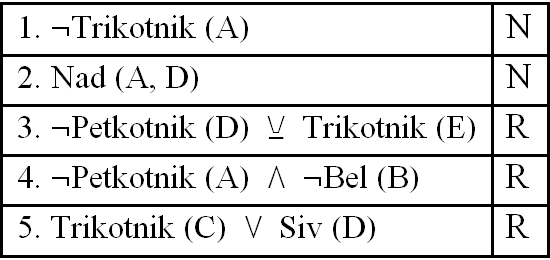 1. ¬Trikotnik (A) N
2. Nad (A, D) N
3. ¬Petkotnik (D) ⊻ Trikotnik (E) R
4. ¬Petkotnik (A) ∧ ¬Bel (B) R
5. Trikotnik (C) ∨ Siv (D) R